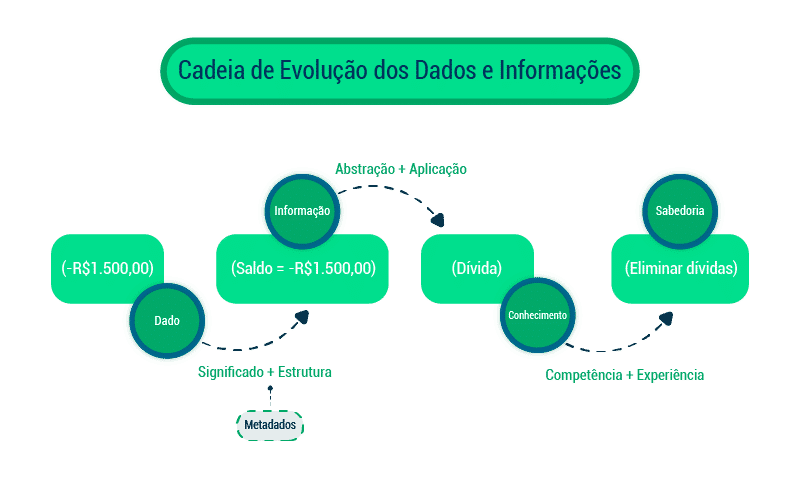 Cadeia de Evolução dos Dados e Informações
Abstração + Aplicação
Informação
Sabedoria
(-R$1.500,00)
(Saldo = -R$1.500,00)
(Dívida)
(Eliminar dívidas)
Dado
Conhecimento
Significado + Estrutura
Competência + Experiência
Metadados